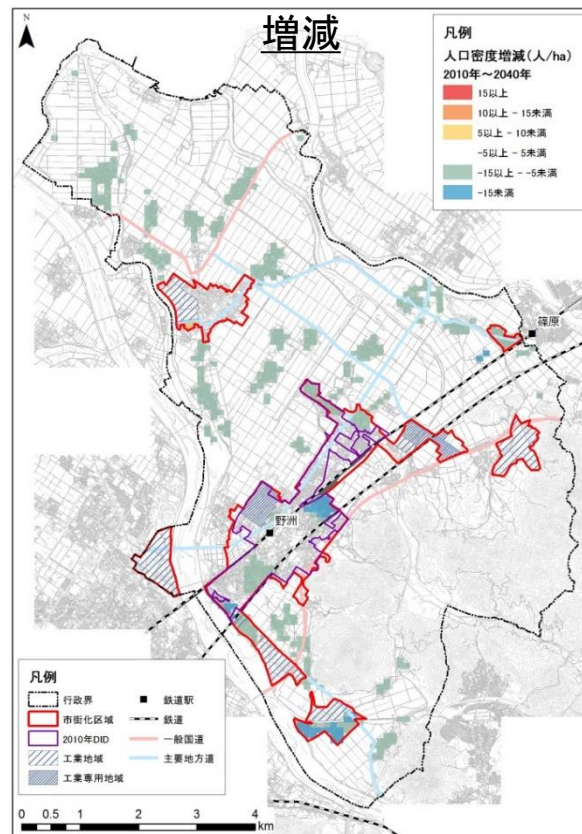 増減
N
凡例
人口密度増減(人/ha)
2010年～2040年
15以上
10以上 - 15未満
5以上 - 10未満
-5以上 - 5未満
-15以上 - -5未満
-15未満
篠原
野洲
凡例
行政界
市街化区域
2010年DID
工業地域
工業専用地域
鉄道駅
鉄道
一般国道
主要地方道
0 0.5 1 2 3 4
km